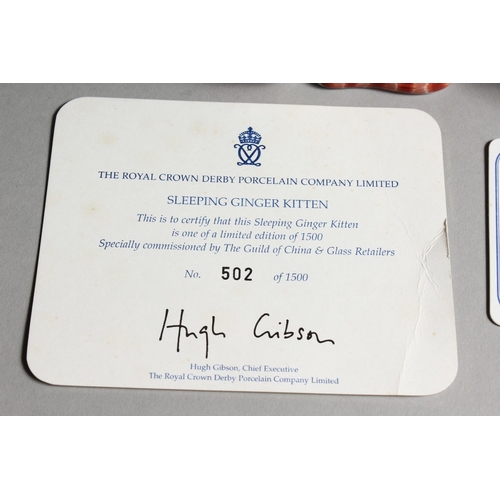 THE ROYAL CROWN DERBY PORCELAIN COMPANY LIMITED
SLEEPING GINGER KITTEN
This is to certify that this Sleeping Ginger Kitten
is one of a limited edition of 1500
Specially commissioned by The Guild of China & Glass Retailers
No. 502 of 1500
Hugh Gibson
Hugh Gibson, Chief Executive
The Royal Crown Derby Porcelain Company Limited